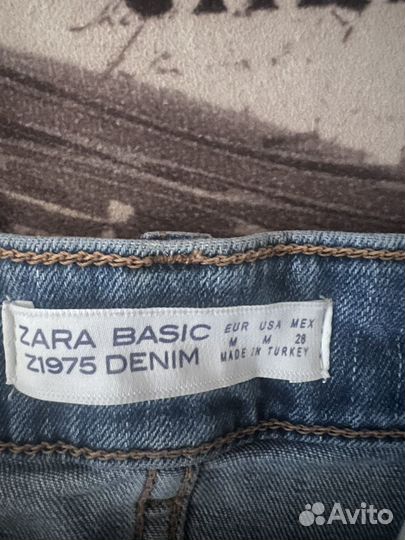 ZARA BASIC
Z1975 DENIM
EUR USA MEX
M M 28
MADE IN TURKEY
Avito